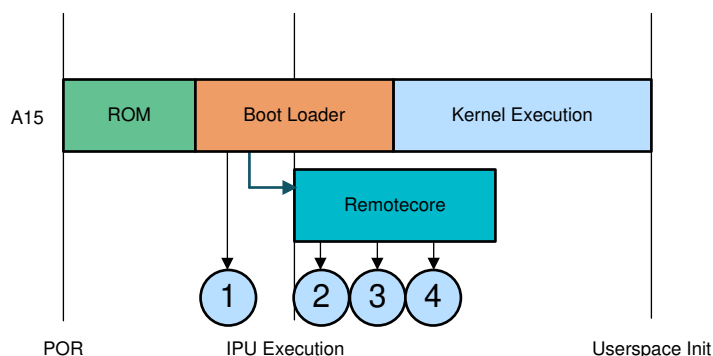 A15
ROM
Boot Loader
Kernel Execution
Remotecore
1
2
3
4
POR
IPU Execution
Userspace Init